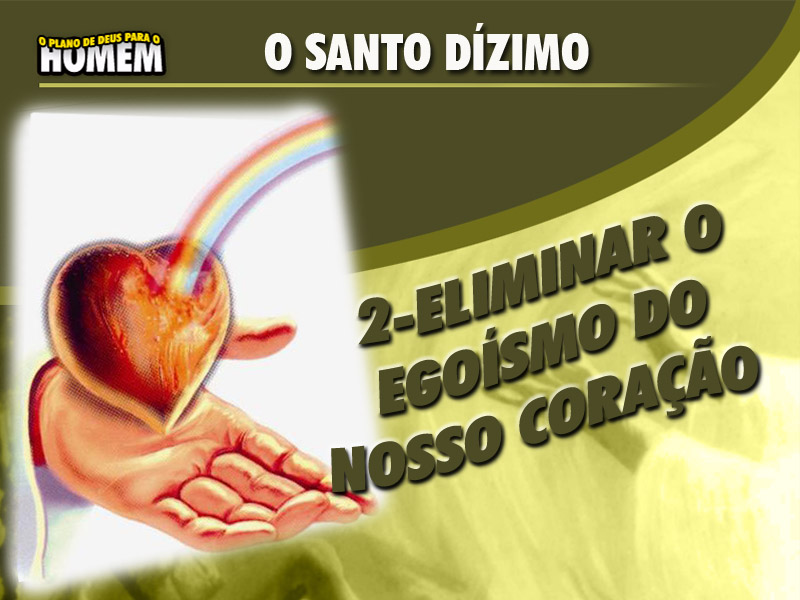 O PLANO DE DEUS PARA O
HOMEM
O SANTO DÍZIMO
2-ELIMINAR O
EGOÍSMO DO
NOSSO CORAÇÃO